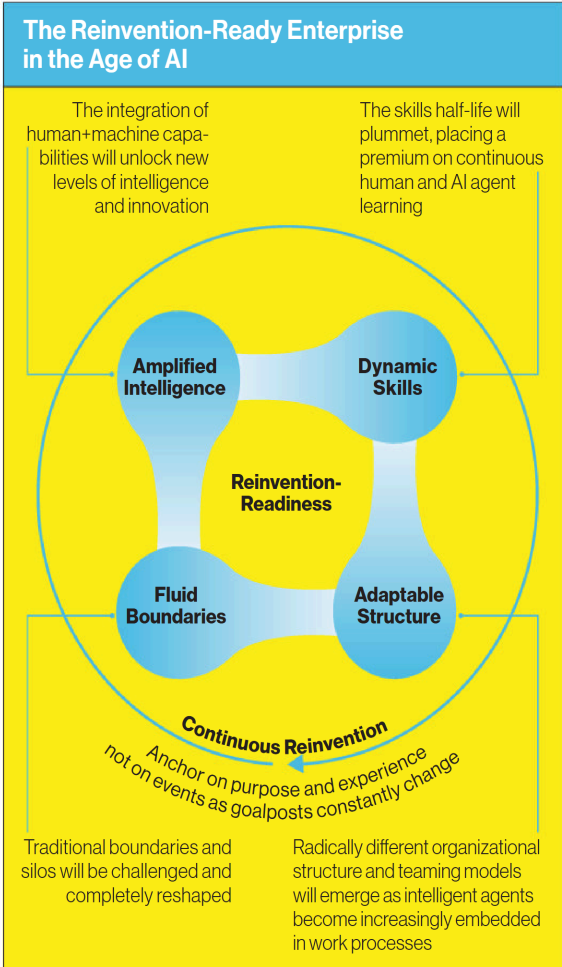 The Reinvention-Ready Enterprise
in the Age of AI
The integration of
human+machine capa-
bilities will unlock new
levels of intelligence
and innovation
The skills half-life will
plummet, placing a
premium on continuous
human and AI agent
learning
Amplified
Intelligence
Dynamic
Skills
Reinvention-
Readiness
Fluid
Boundaries
Adaptable
Structure
Continuous Reinvention
Anchor on purpose and experience
not on events as goalposts constantly change
Traditional boundaries and
silos will be challenged and
completely reshaped
Radically different organizational
structure and teaming models
will emerge as intelligent agents
become increasingly embedded
in work processes